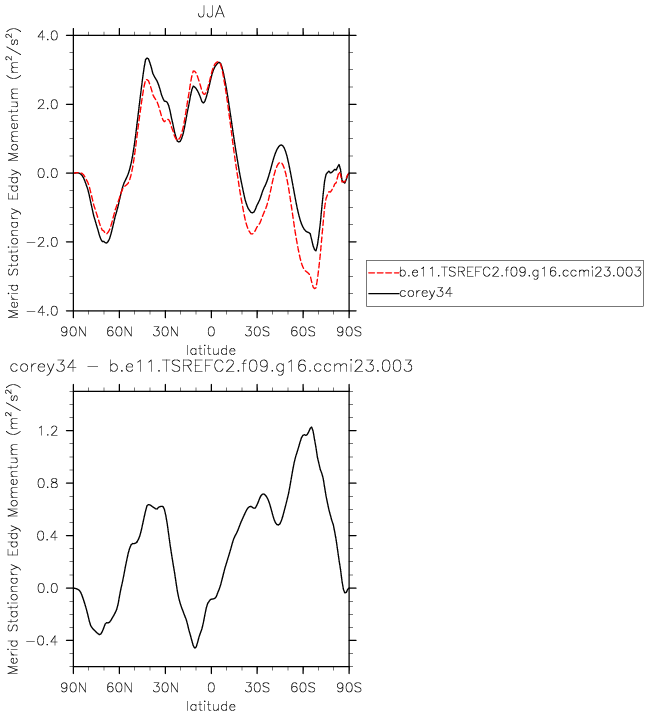 JJA
Merid Stationary Eddy Momentum (m²/s²)
4.0
2.0
0.0
−2.0
−4.0
90N 60N 30N 0 30S 60S 90S
latitude
b.e11.TSREFC2.f09.g16.ccmi23.003
corey34
corey34 − b.e11.TSREFC2.f09.g16.ccmi23.003
Merid Stationary Eddy Momentum (m²/s²)
1.2
0.8
0.4
0.0
−0.4
90N 60N 30N 0 30S 60S 90S
latitude